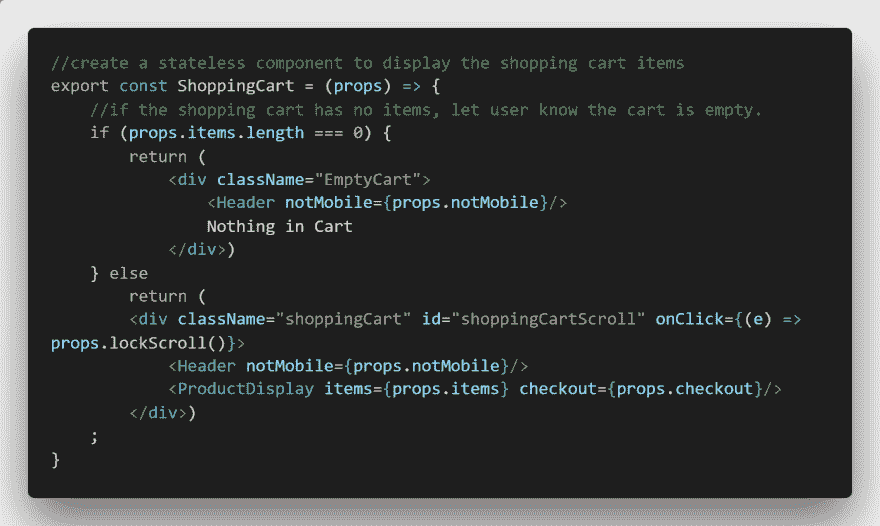 //create a stateless component to display the shopping cart items
export const ShoppingCart = (props) => {
    //if the shopping cart has no items, let user know the cart is empty.
    if (props.items.length === 0) {
        return (
            <div className="EmptyCart">
                <Header notMobile={props.notMobile}/>
                Nothing in Cart
            </div>)
    } else
        return (
        <div className="shoppingCart" id="shoppingCartScroll" onClick={(e) =>
props.lockScroll()}>
            <Header notMobile={props.notMobile}/>
            <ProductDisplay items={props.items} checkout={props.checkout}/>
        </div>)
    ;
}